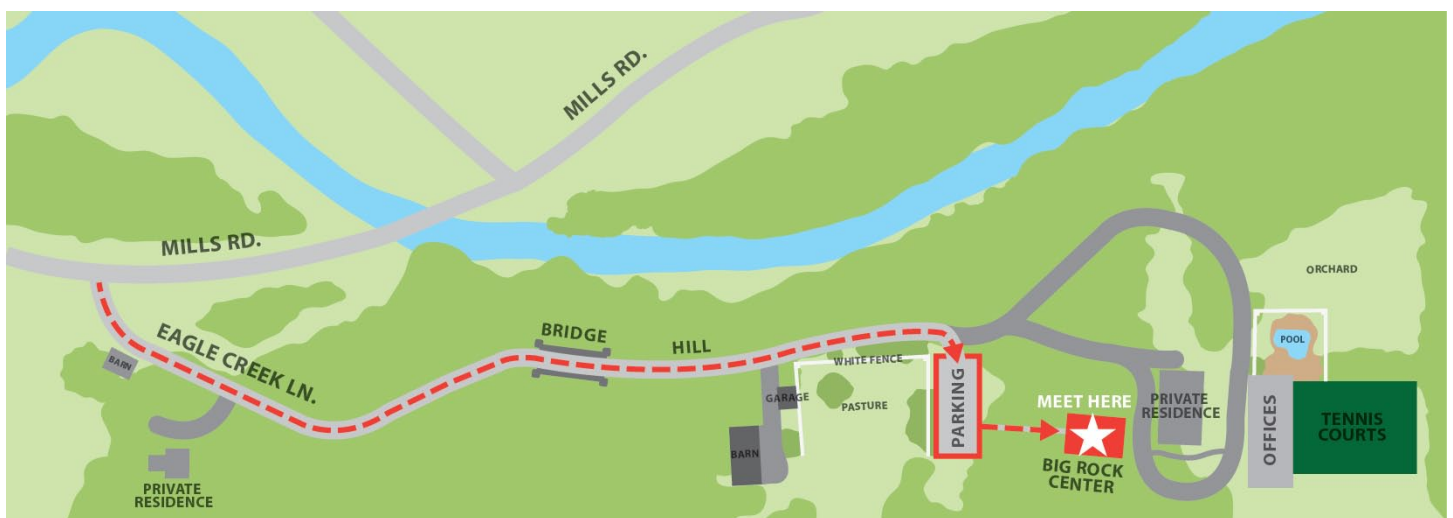 MILLS RD.
MILLS RD.
BARN
EAGLE CREEK LN.
PRIVATE
RESIDENCE
BRIDGE
HILL
WHITE FENCE
GARAGE
PASTURE
BARN
PARKING
MEET HERE
BIG ROCK
CENTER
PRIVATE
RESIDENCE
ORCHARD
POOL
OFFICES
TENNIS
COURTS